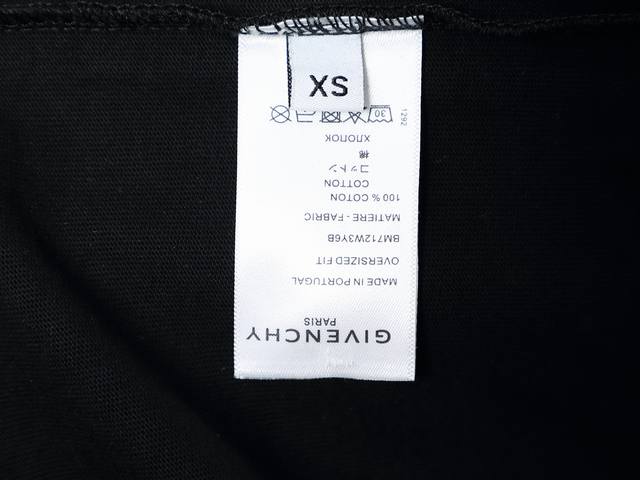 GIVENCHY
PARIS
MADE IN PORTUGAL
OVERSIZED FIT
BM712W3Y6B
MATIERE - FABRIC
100 % COTON
COTTON
コットン
棉
ХЛОПОК
1292
30
XS